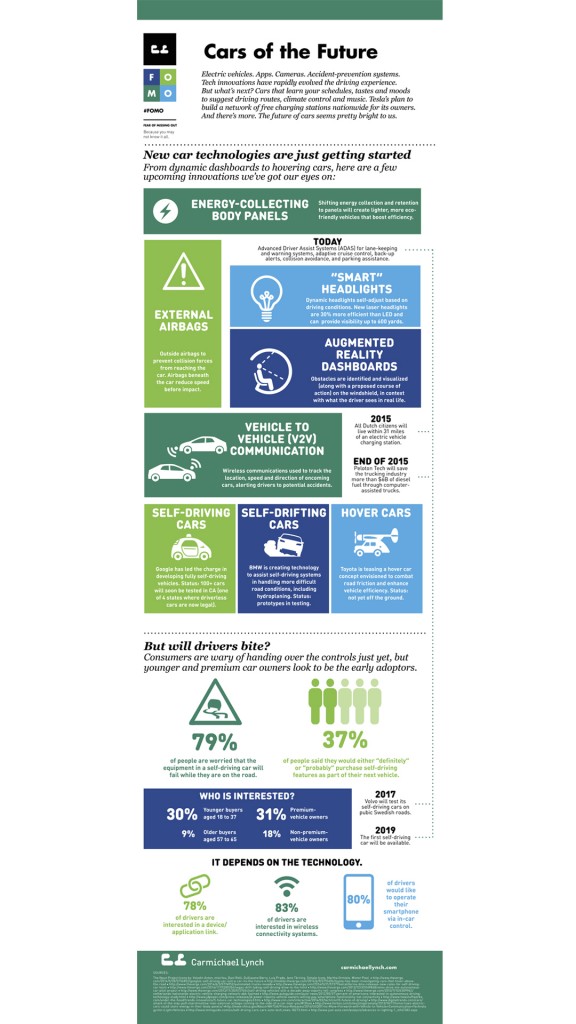 Cars of the Future
F O
M O
#FOMO
FEAR OF MISSING OUT
Because you may
not know it all.
Electric vehicles. Apps. Cameras. Accident-prevention systems.
Tech innovations have rapidly evolved the driving experience.
But what's next? Cars that learn your schedules, tastes and moods
to suggest driving routes, climate control and music. Tesla's plan to
build a network of free charging stations nationwide for its owners.
And there's more. The future of cars seems pretty bright to us.
New car technologies are just getting started
From dynamic dashboards to hovering cars, here are a few
upcoming innovations we've got our eyes on:
ENERGY-COLLECTING
BODY PANELS
Shifting energy collection and retention
to panels will create lighter, more eco-
friendly vehicles that boost efficiency.
TODAY
Advanced Driver Assist Systems (ADAS) for lane-keeping
and warning systems, adaptive cruise control, back-up
alerts, collision avoidance, and parking assistance.
EXTERNAL
AIRBAGS
Outside airbags to
prevent collision forces
from reaching the
car. Airbags beneath
the car reduce speed
before impact.
"SMART"
HEADLIGHTS
Dynamic headlights self-adjust based on
driving conditions. New laser headlights
are 30% more efficient than LED and
can provide visibility up to 600 yards.
AUGMENTED
REALITY
DASHBOARDS
Obstacles are identified and visualized
(along with a proposed course of
action) on the windshield, in context
with what the driver sees in real life.
VEHICLE TO
VEHICLE (V2V)
COMMUNICATION
Wireless communications used to track the
location, speed and direction of oncoming
cars, alerting drivers to potential accidents.
2015
All Dutch citizens will
live within 31 miles
of an electric vehicle
charging station.
END OF 2015
Peloton Tech will save
the trucking industry
more than $6B of diesel
fuel through computer-
assisted trucks.
SELF-DRIVING
CARS
Google has led the charge in
developing fully self-driving
vehicles. Status: 100+ cars
will soon be tested in CA (one
of 4 states where driverless
cars are now legal).
SELF-DRIFTING
CARS
BMW is creating technology
to assist self-driving systems
in handling more difficult
road conditions, including
hydroplaning. Status:
prototypes in testing.
HOVER CARS
Toyota is teasing a hover car
concept envisioned to combat
road friction and enhance
vehicle efficiency. Status:
not yet off the ground.
But will drivers bite?
Consumers are wary of handing over the controls just yet, but
younger and premium car owners look to be the early adoptors.
79%
of people are worried that the
equipment in a self-driving car will
fail while they are on the road.
37%
of people said they would either "definitely"
or "probably" purchase self-driving
features as part of their next vehicle.
WHO IS INTERESTED?
30% Younger buyers
aged 18 to 37
31% Premium-
vehicle owners
9% Older buyers
aged 57 to 65
18% Non-premium-
vehicle owners
2017
Volvo will test its
self-driving cars on
pubic Swedish roads.
2019
The first self-driving
car will be available.
IT DEPENDS ON THE TECHNOLOGY.
78%
of drivers are
interested in a device/
application link.
83%
of drivers are
interested in wireless
connectivity systems.
80%
of drivers
would like
to operate
their
smartphone
via in-car
control.
Carmichael Lynch
carmichaellynch.com